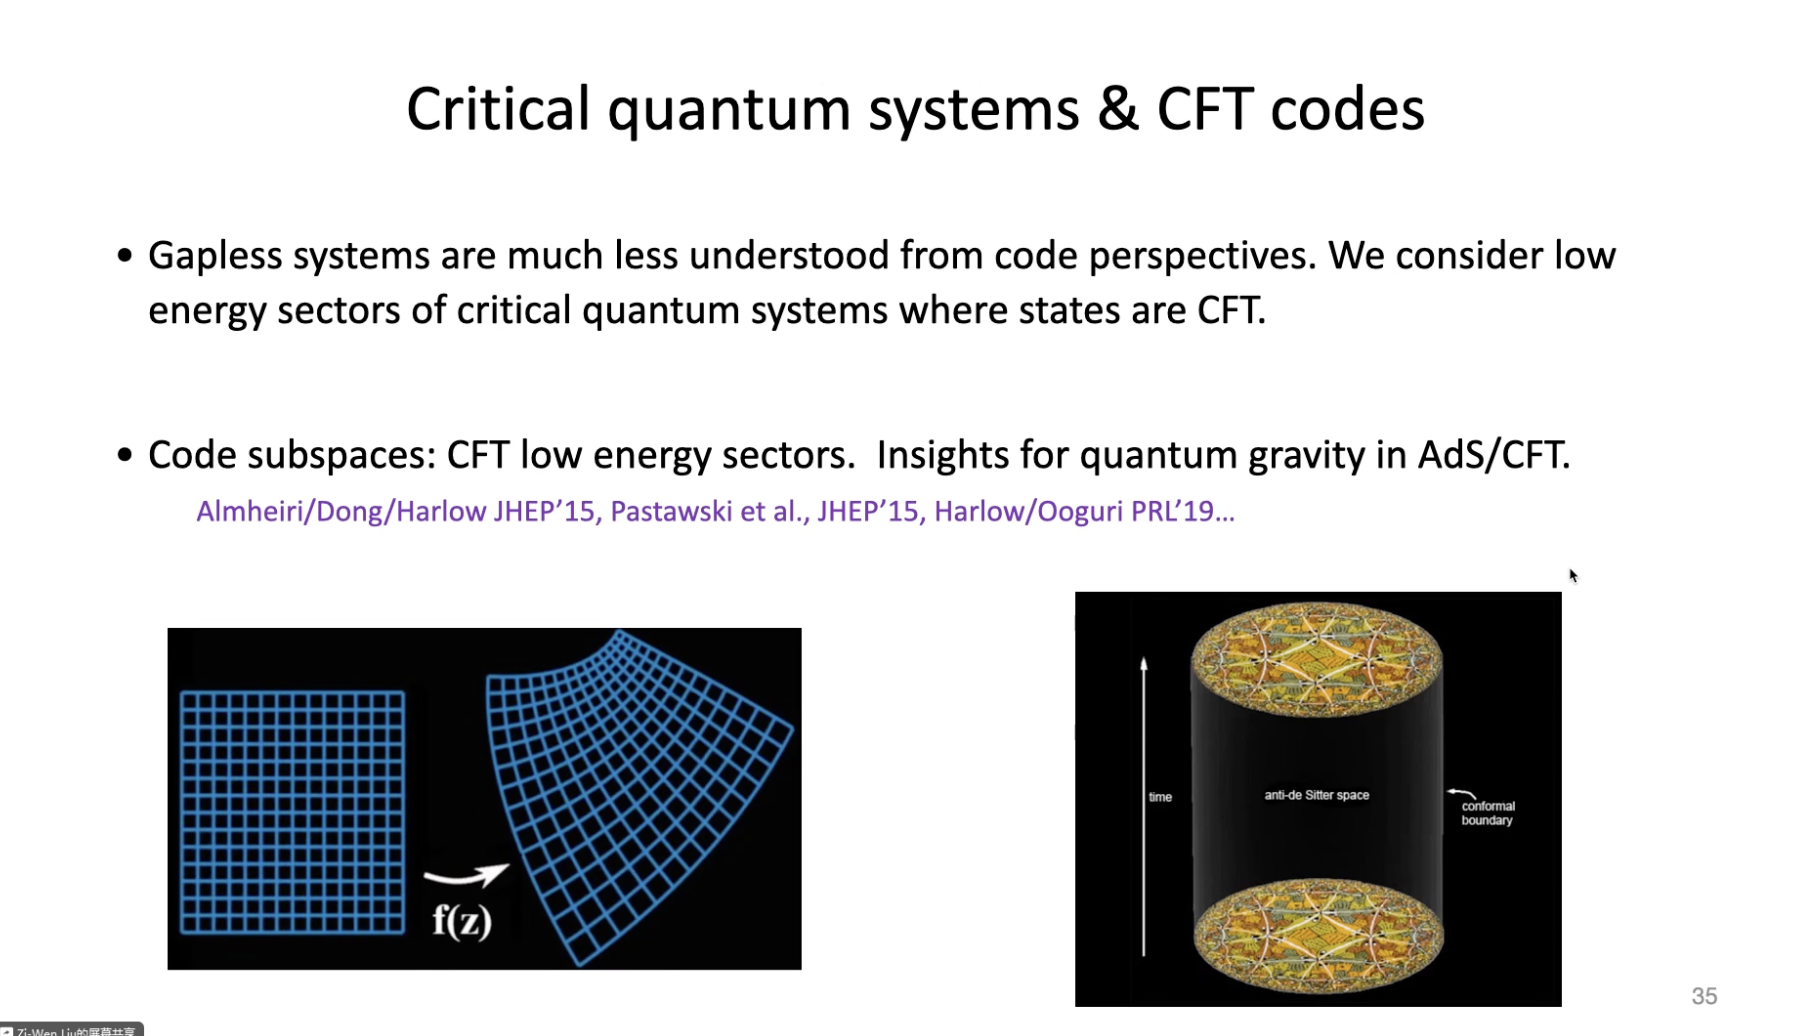 Critical quantum systems & CFT codes
• Gapless systems are much less understood from code perspectives. We consider low
energy sectors of critical quantum systems where states are CFT.
• Code subspaces: CFT low energy sectors.  Insights for quantum gravity in AdS/CFT.
Almheiri/Dong/Harlow JHEP’15, Pastawski et al., JHEP’15, Harlow/Ooguri PRL’19…
f(z)
time
anti-de Sitter space
conformal
boundary
35
Zi-Wen Liu的屏幕共享